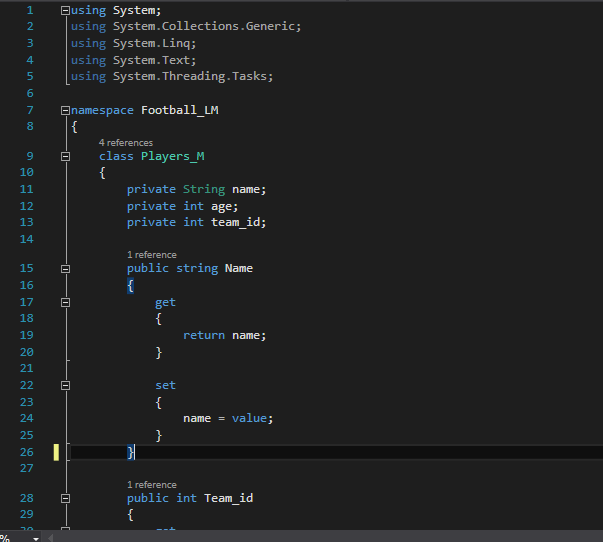 1 using System;
2 using System.Collections.Generic;
3 using System.Linq;
4 using System.Text;
5 using System.Threading.Tasks;
6
7 namespace Football_LM
8 {
4 references
9 class Players_M
10 {
11 private String name;
12 private int age;
13 private int team_id;
14
1 reference
15 public string Name
16 {
17 get
18 {
19 return name;
20 }
21
22 set
23 {
24 name = value;
25 }
26 }
27
1 reference
28 public int Team_id
29 {
30 get
%